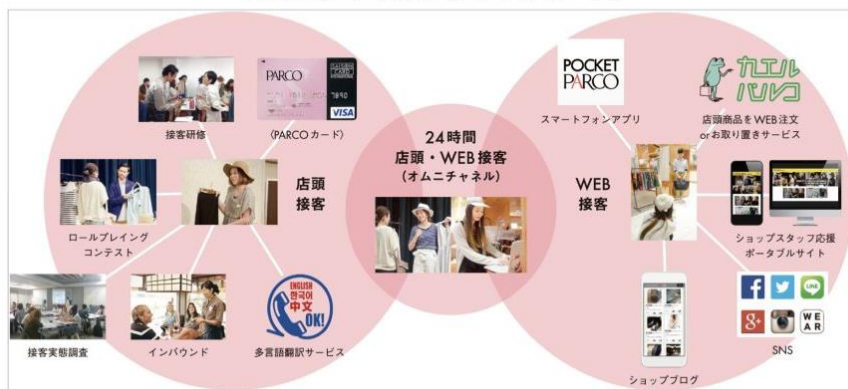 接客研修
PARCO
VISA
〈PARCOカード〉
ロールプレイング
コンテスト
店頭
接客
接客実態調査
インバウンド
ENGLISH
한국어
中文
OK!
多言語翻訳サービス
24時間
店頭・WEB接客
(オムニチャネル)
POCKET
PARCO
スマートフォンアプリ
カエル
パルコ
店頭商品をWEB注文
orお取り置きサービス
WEB
接客
ショップスタッフ応援
ポータブルサイト
f
LINE
g+
WE
AR
SNS
ショップブログ